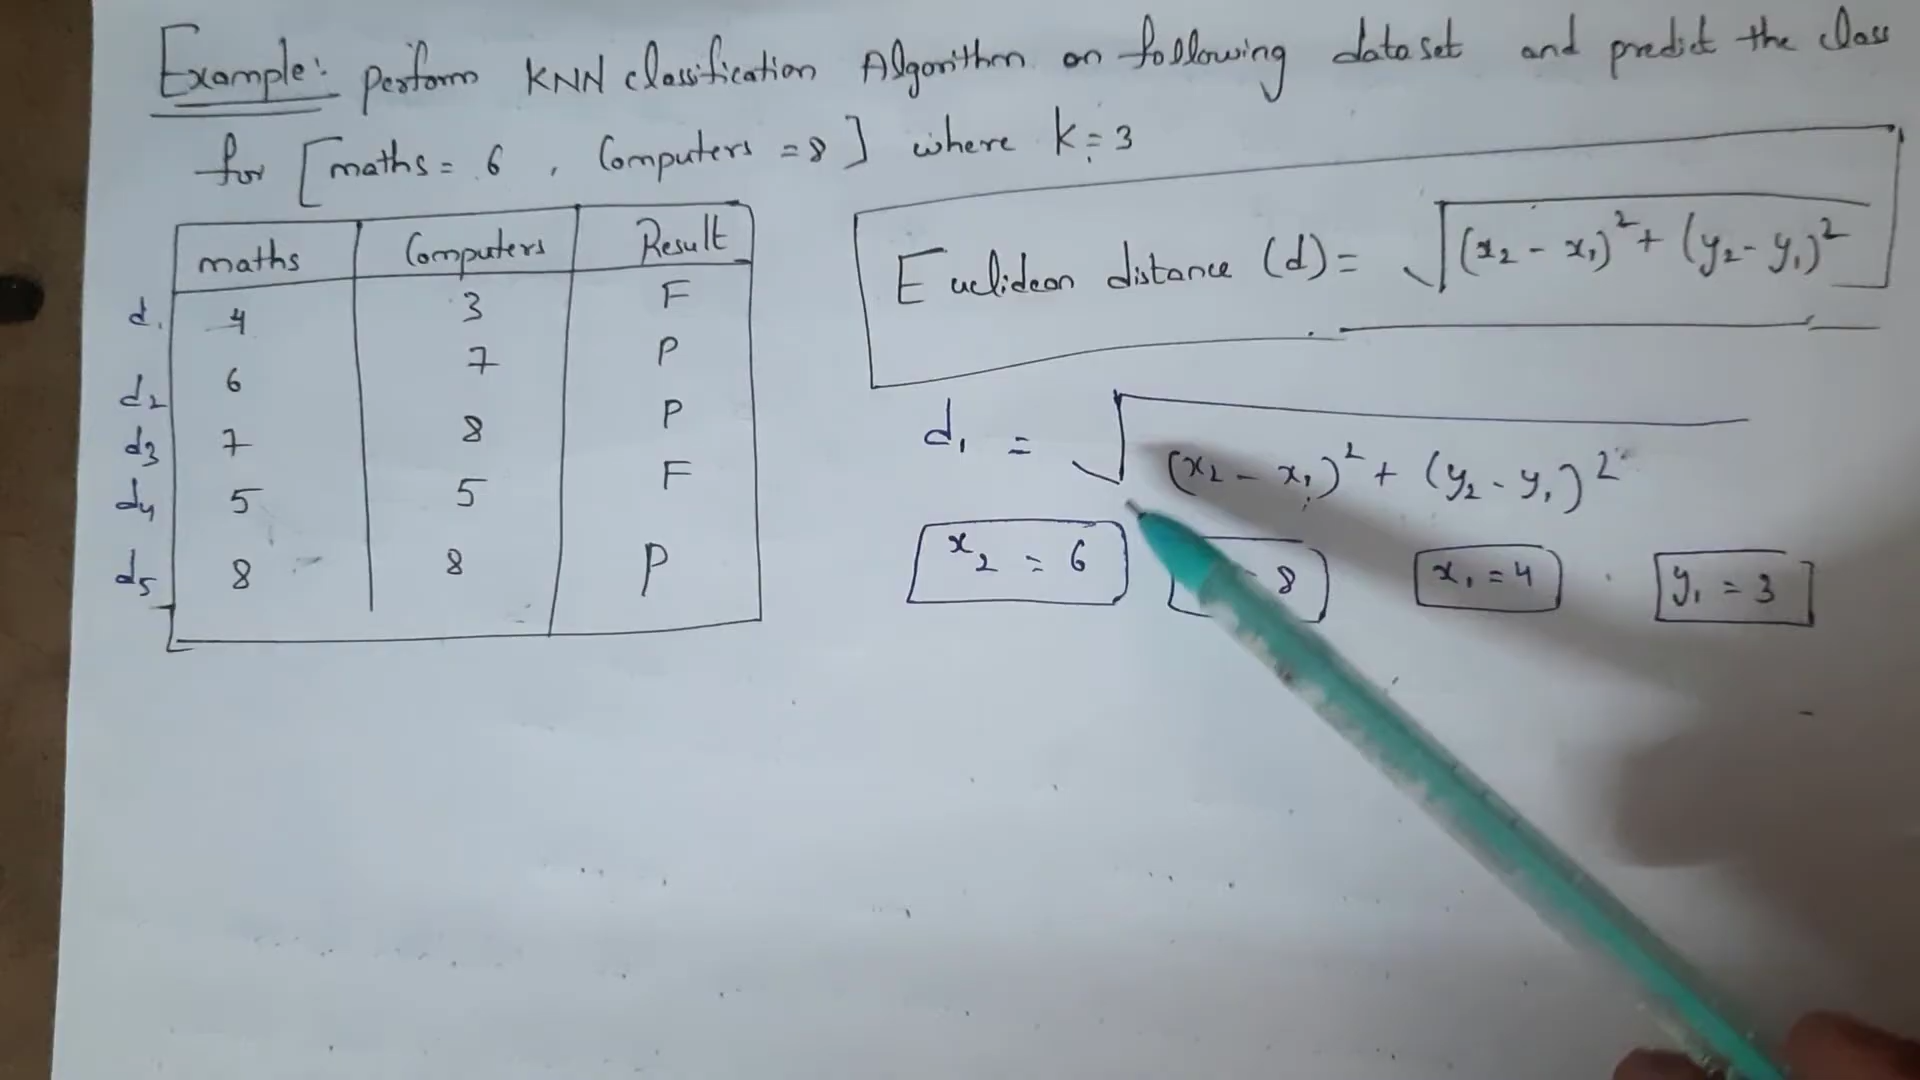 Example: perform KNN classification Algorithm on following dataset and predict the class
for [maths = 6, Computers = 8] where K = 3
maths Computers Result
d1 4 3 F
d2 6 7 P
d3 7 8 P
d4 5 5 F
d5 8 8 P
Euclidean distance (d) = √(x2 - x1)² + (y2 - y1)²
d1 = √(x2 - x1)² + (y2 - y1)²
x2 = 6 = 8 x1 = 4 y1 = 3